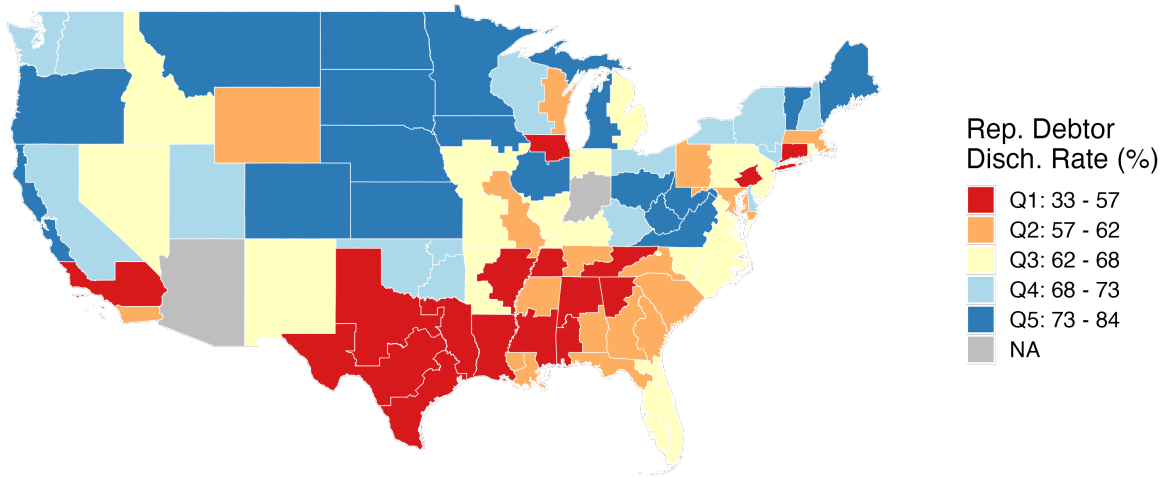 Rep. Debtor
Disch. Rate (%)
Q1: 33 - 57
Q2: 57 - 62
Q3: 62 - 68
Q4: 68 - 73
Q5: 73 - 84
NA